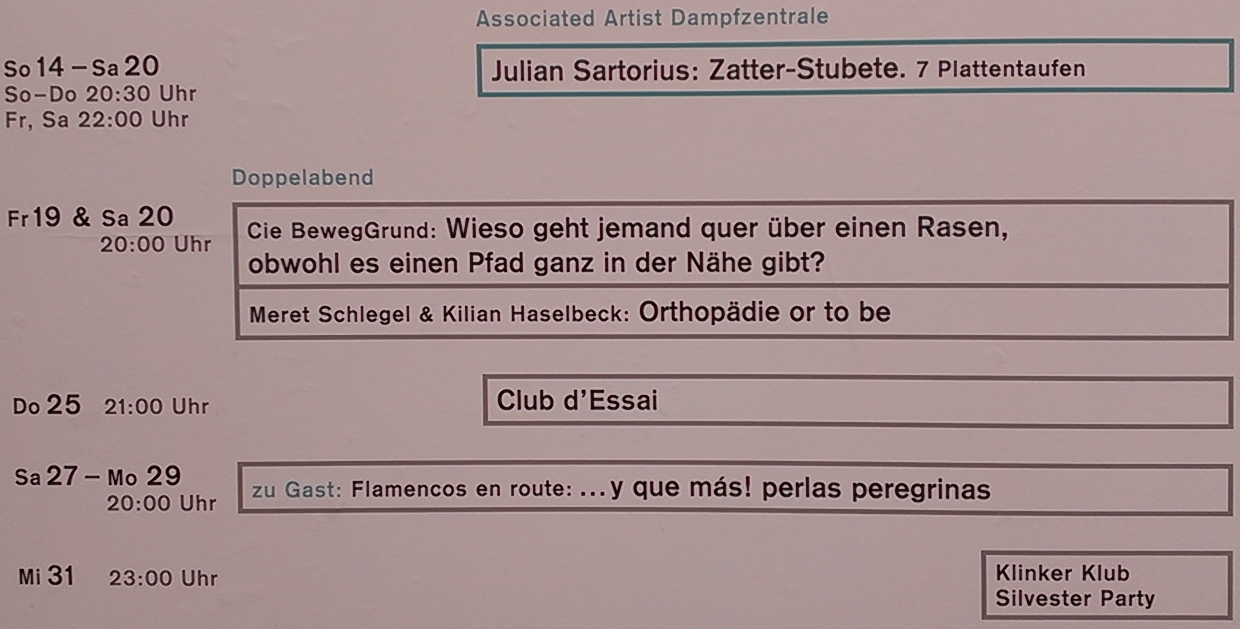 Associated Artist Dampfzentrale
So 14 – Sa 20
Julian Sartorius: Zatter-Stubete. 7 Plattentaufen
So–Do 20:30 Uhr
Fr, Sa 22:00 Uhr
Doppelabend
Fr 19 & Sa 20
20:00 Uhr
Cie BewegGrund: Wieso geht jemand quer über einen Rasen,
obwohl es einen Pfad ganz in der Nähe gibt?
Meret Schlegel & Kilian Haselbeck: Orthopädie or to be
Do 25 21:00 Uhr
Club d'Essai
Sa 27 – Mo 29
20:00 Uhr
zu Gast: Flamencos en route: ...y que más! perlas peregrinas
Mi 31 23:00 Uhr
Klinker Klub
Silvester Party